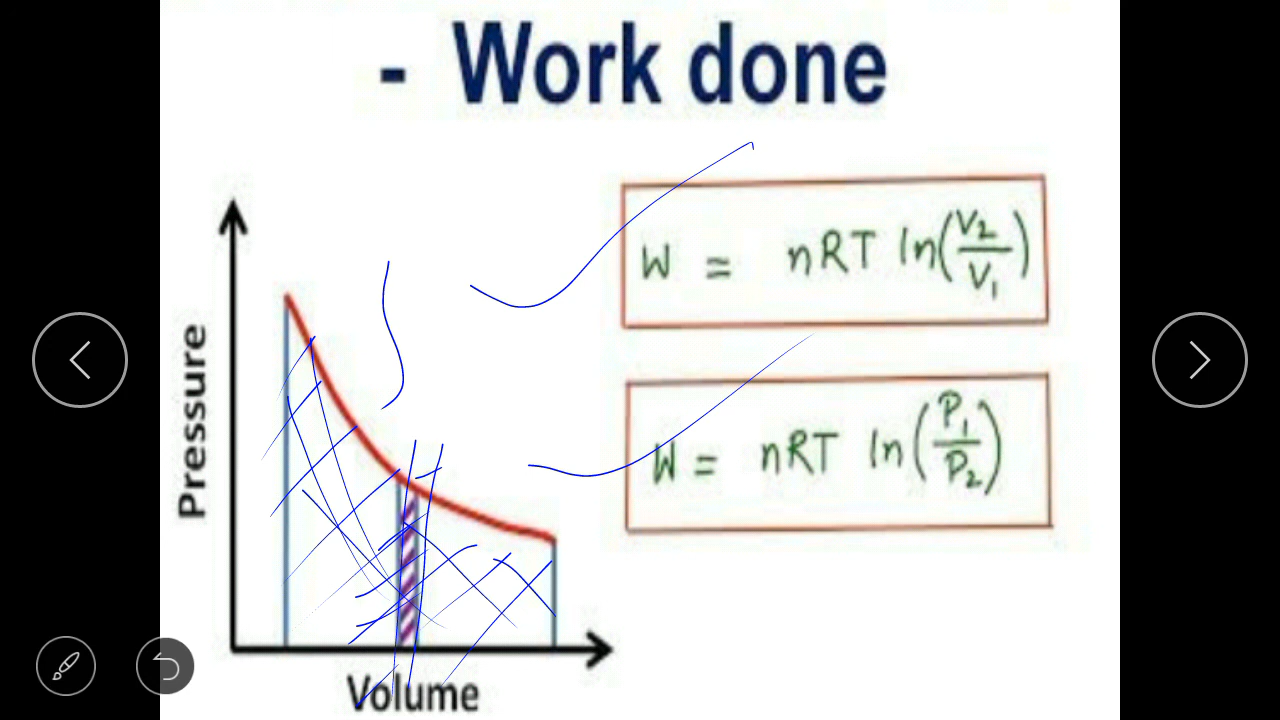 - Work done
W = nRT ln(V2/V1)
W = nRT ln(P1/P2)
Pressure
Volume